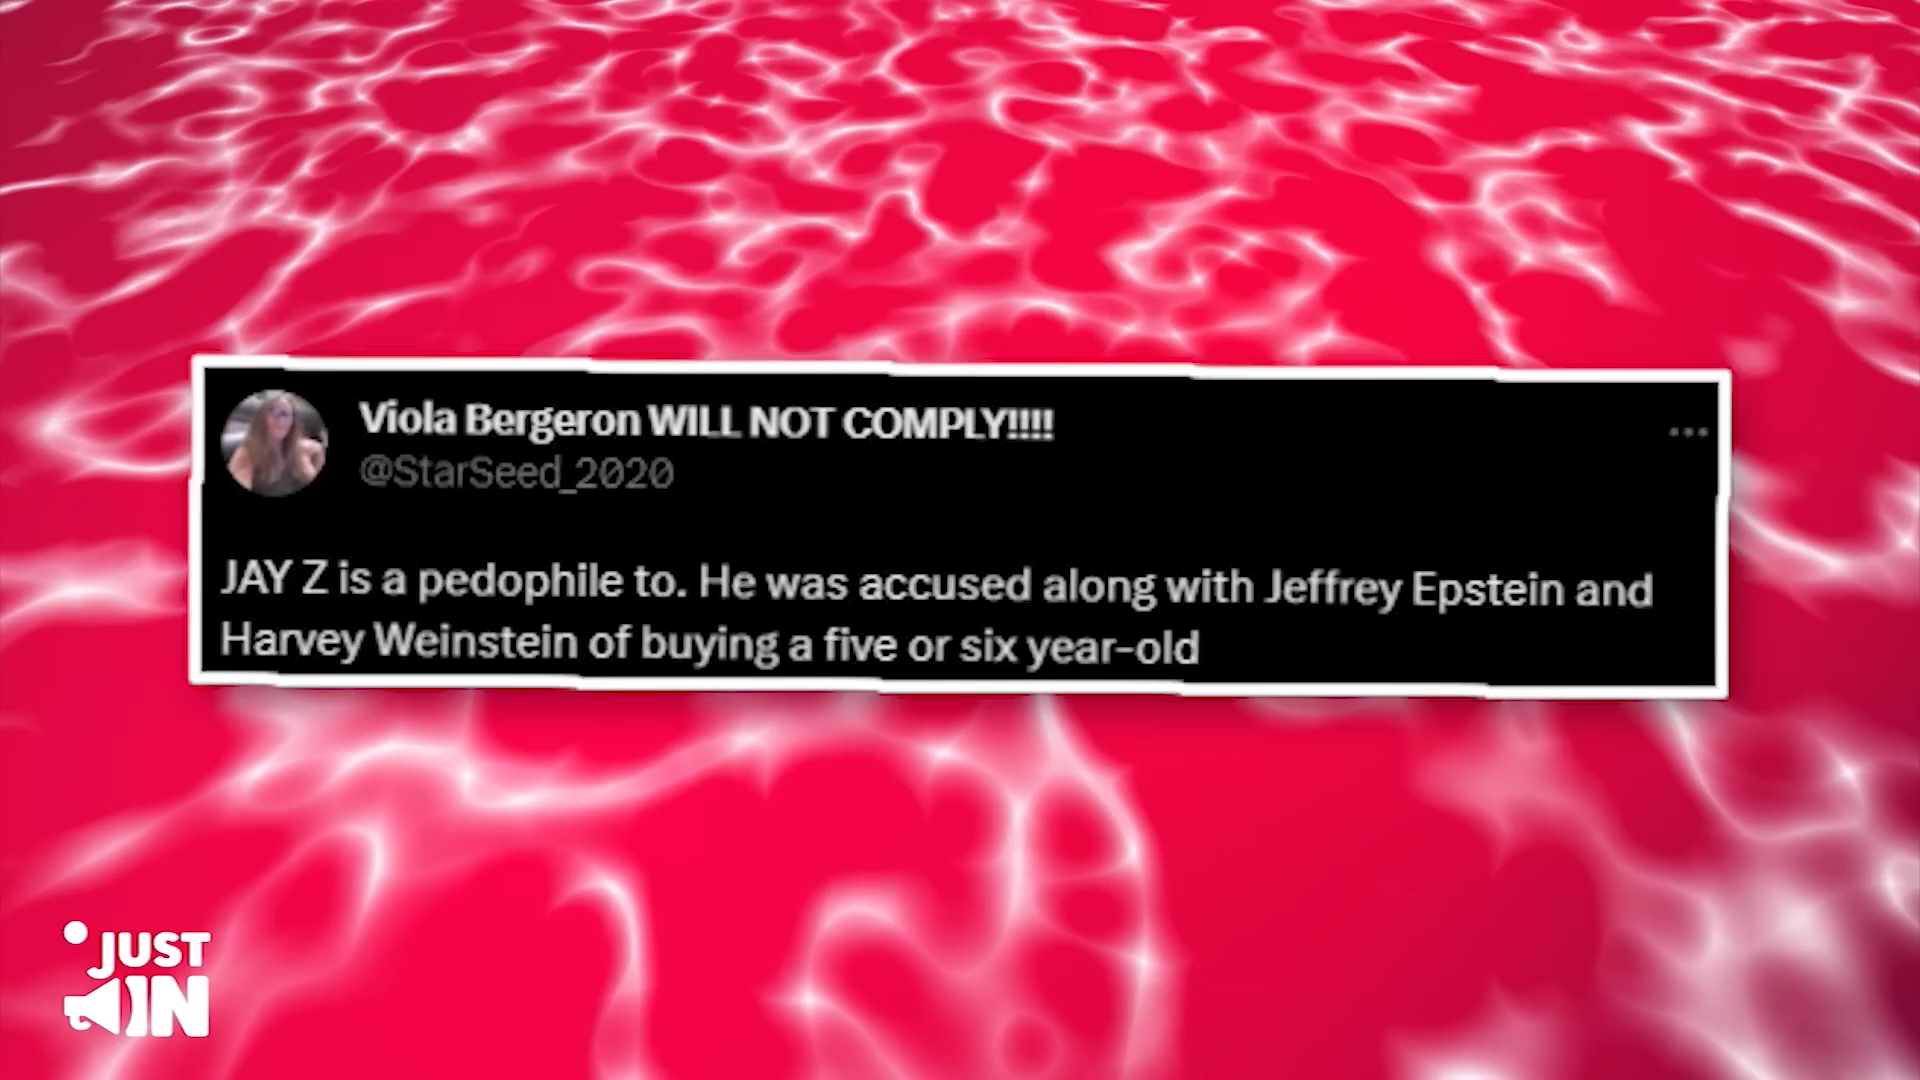 Viola Bergeron WILL NOT COMPLY!!!!
@StarSeed_2020
JAY Z is a pedophile to. He was accused along with Jeffrey Epstein and
Harvey Weinstein of buying a five or six year-old
JUST
IN